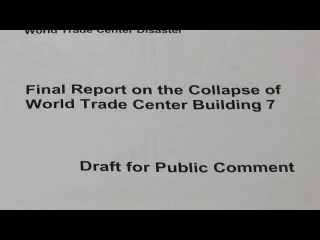 World Trade Center Disaster
Final Report on the Collapse of
World Trade Center Building 7
Draft for Public Comment